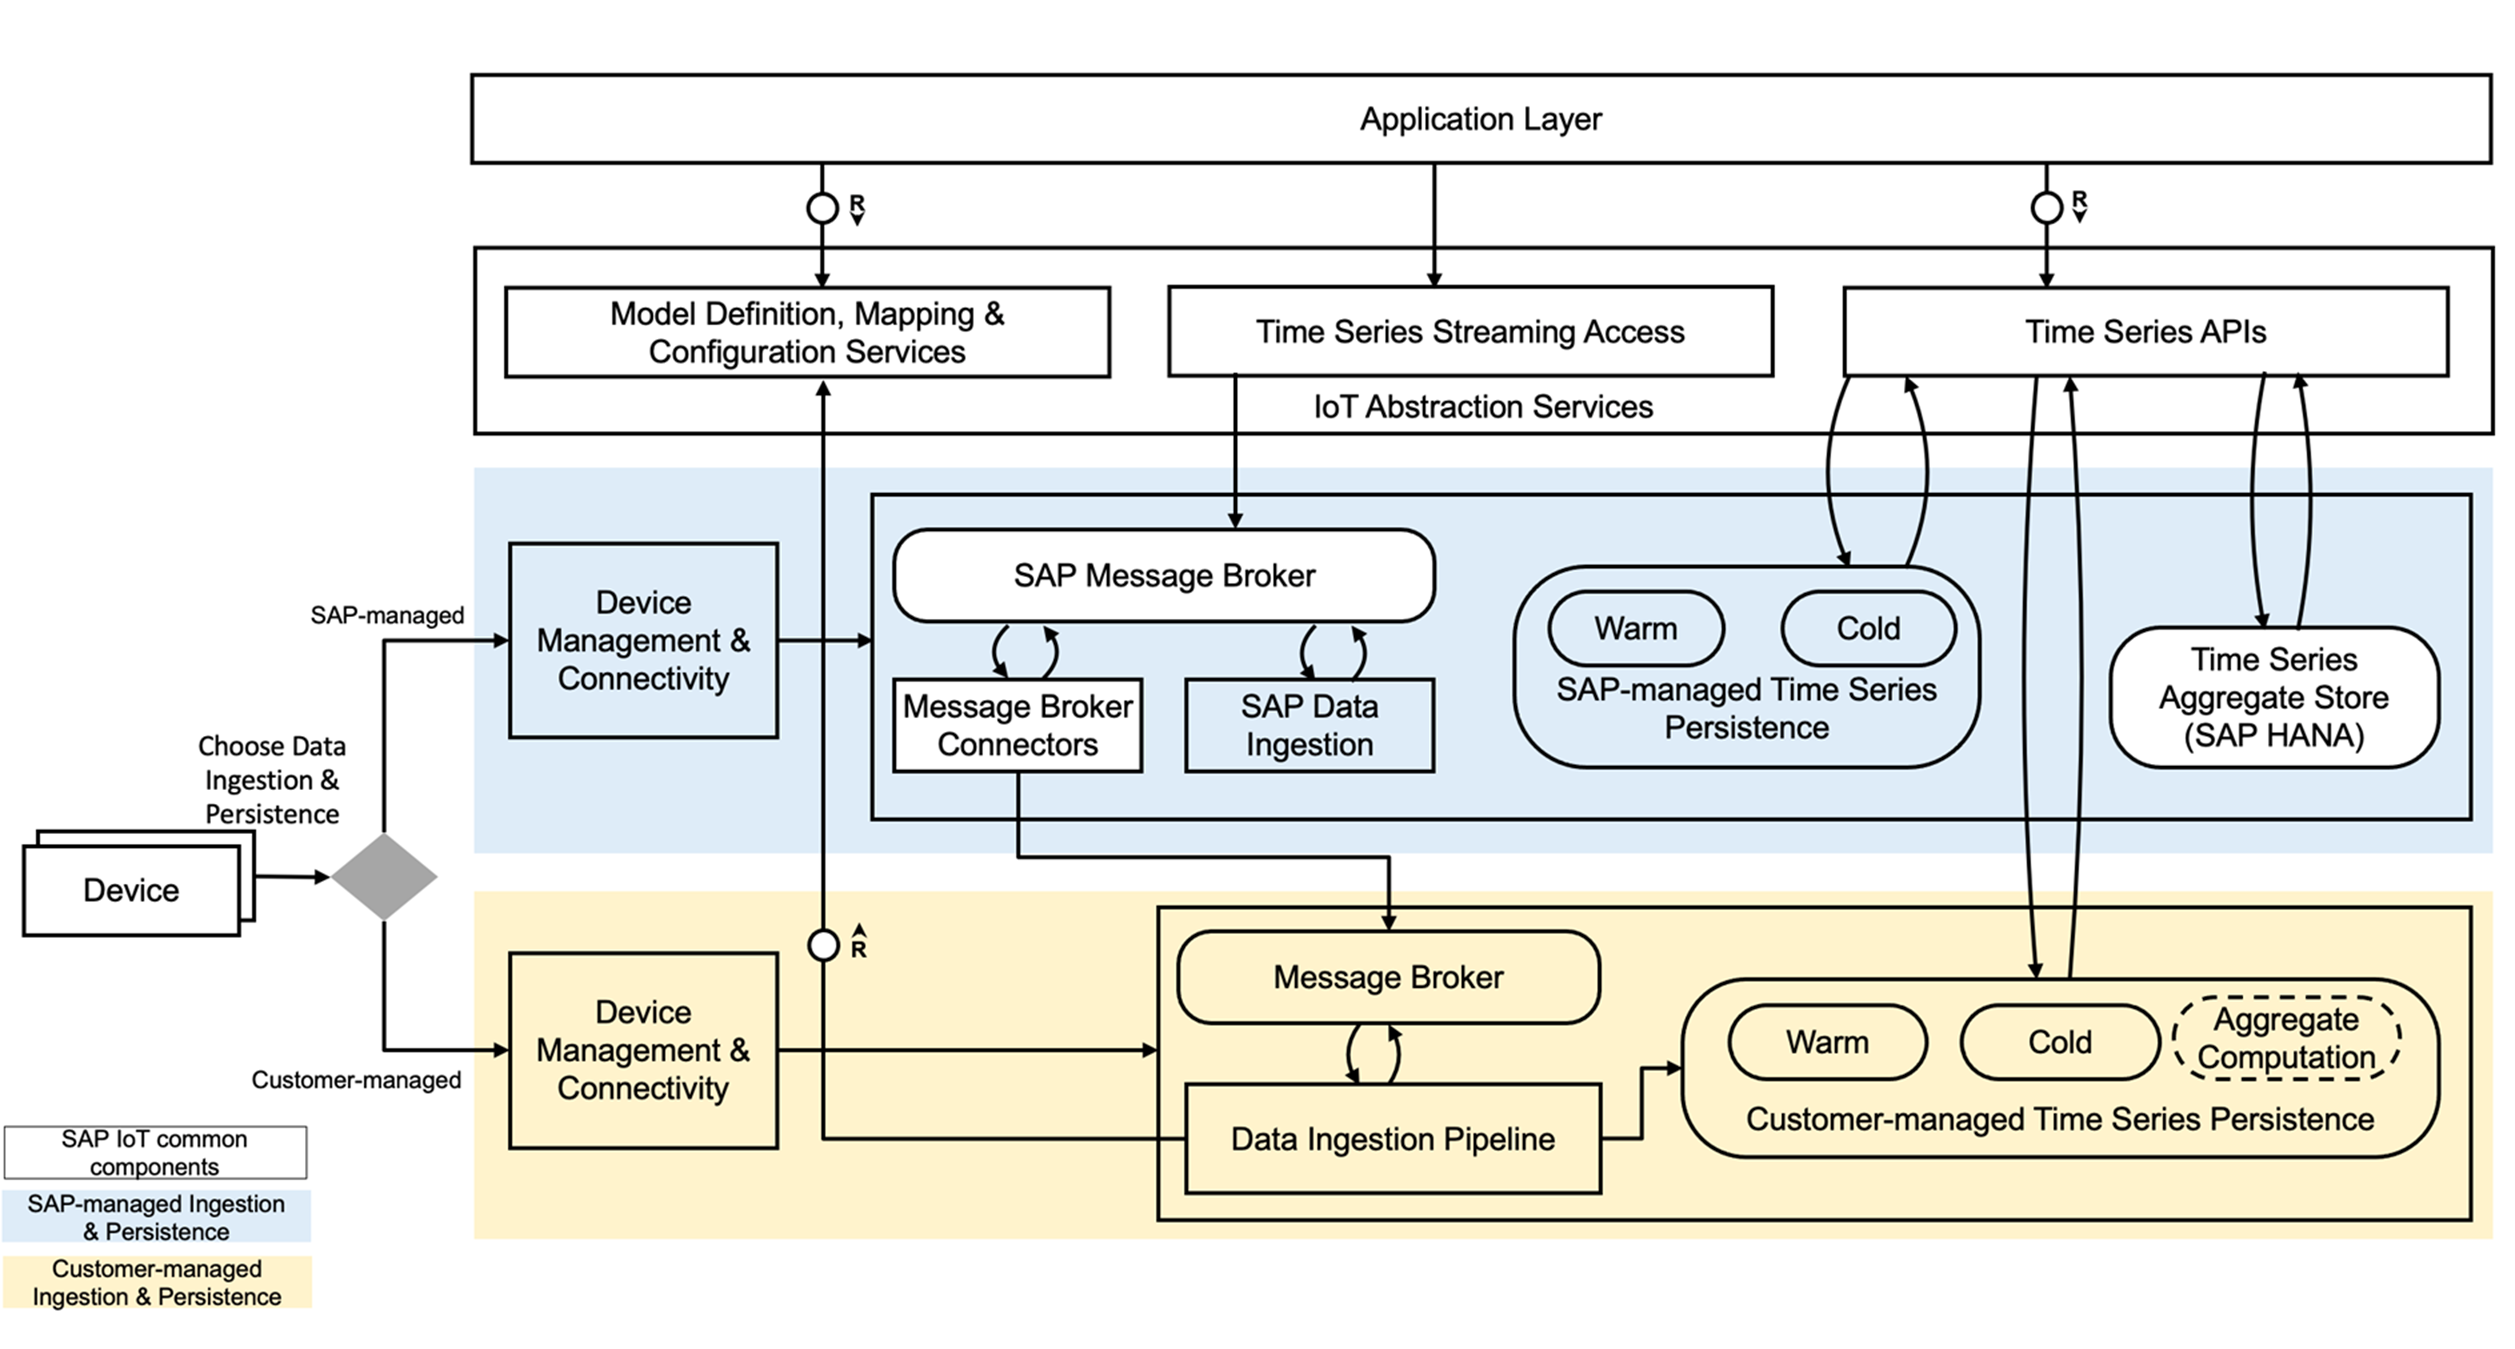 Application Layer
R
R
Model Definition, Mapping &
Configuration Services
Time Series Streaming Access
Time Series APIs
IoT Abstraction Services
SAP-managed
Device
Management &
Connectivity
SAP Message Broker
Message Broker
Connectors
SAP Data
Ingestion
Warm
Cold
SAP-managed Time Series
Persistence
Time Series
Aggregate Store
(SAP HANA)
Choose Data
Ingestion &
Persistence
Device
R
Customer-managed
Device
Management &
Connectivity
Message Broker
Data Ingestion Pipeline
Warm
Cold
Aggregate
Computation
Customer-managed Time Series Persistence
SAP IoT common
components
SAP-managed Ingestion
& Persistence
Customer-managed
Ingestion & Persistence